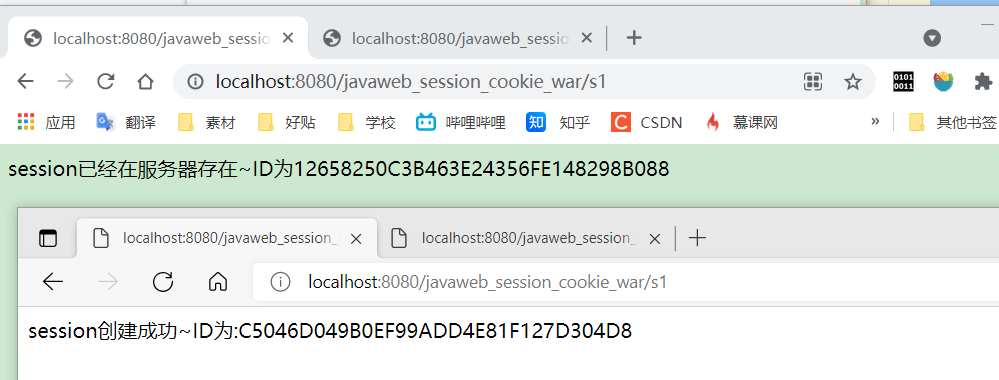 localhost:8080/javaweb_sessio localhost:8080/javaweb_sessio
localhost:8080/javaweb_session_cookie_war/s1 0101 0011
应用 翻译 素材 好贴 学校 哔哩哔哩 知 知乎 C CSDN 慕课网 » 其他书签
session已经在服务器存在~ID为12658250C3B463E24356FE148298B088
localhost:8080/javaweb_session_ localhost:8080/javaweb_session_
localhost:8080/javaweb_session_cookie_war/s1
session创建成功~ID为:C5046D049B0EF99ADD4E81F127D304D8